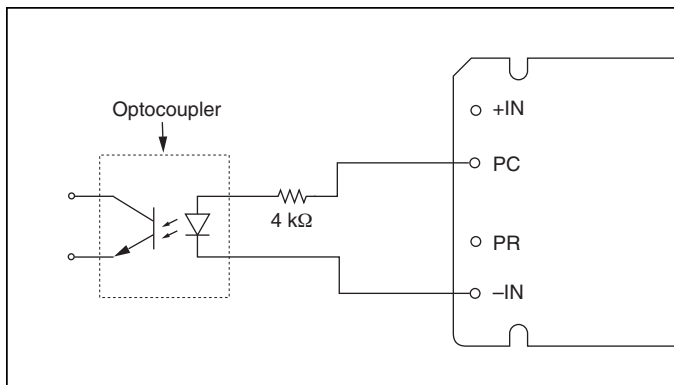 Optocoupler
+IN
PC
4 kΩ
PR
–IN